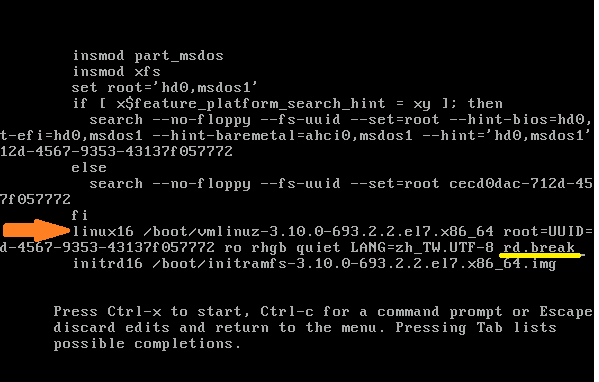 insmod part_msdos
insmod xfs
set root='hd0,msdos1'
if [ x$feature_platform_search_hint = xy ]; then
search --no-floppy --fs-uuid --set=root --hint-bios=hd0,
t-efi=hd0,msdos1 --hint-baremetal=ahci0,msdos1 --hint='hd0,msdos1'
12d-4567-9353-43137f057772
else
search --no-floppy --fs-uuid --set=root cecd0dac-712d-45
7f057772
fi
linux16 /boot/vmlinuz-3.10.0-693.2.2.el7.x86_64 root=UUID=
d-4567-9353-43137f057772 ro rhgb quiet LANG=zh_TW.UTF-8 rd.break
initrd16 /boot/initramfs-3.10.0-693.2.2.el7.x86_64.img
Press Ctrl-x to start, Ctrl-c for a command prompt or Escape
discard edits and return to the menu. Pressing Tab lists
possible completions.